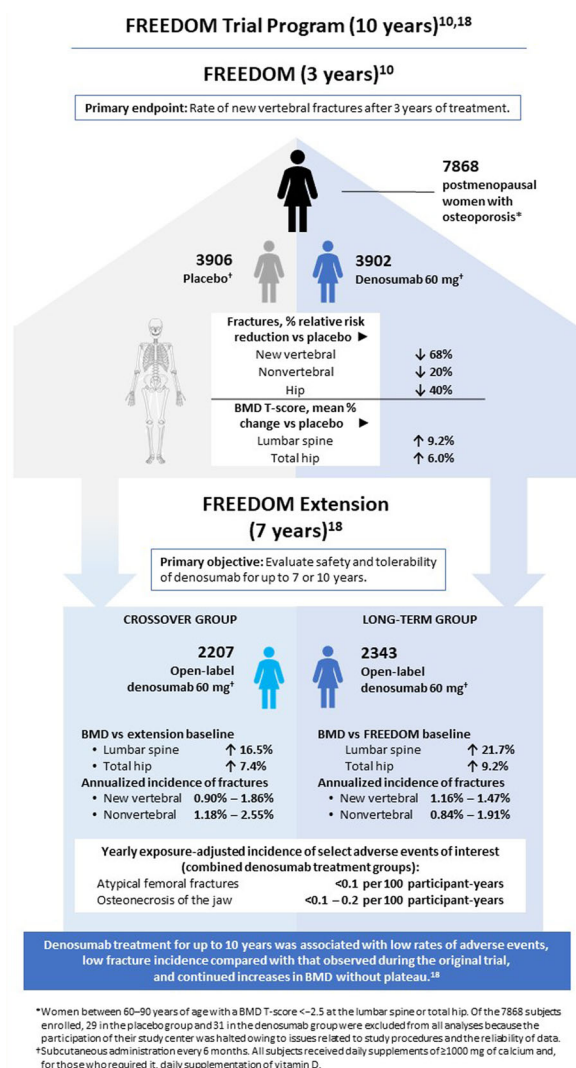 FREEDOM Trial Program (10 years)10,18
FREEDOM (3 years)10
Primary endpoint: Rate of new vertebral fractures after 3 years of treatment.
7868
postmenopausal
women with
osteoporosis*
3906
Placebo†
3902
Denosumab 60 mg†
Fractures, % relative risk
reduction vs placebo ►
New vertebral ↓ 68%
Nonvertebral ↓ 20%
Hip ↓ 40%
BMD T-score, mean %
change vs placebo ►
Lumbar spine ↑ 9.2%
Total hip ↑ 6.0%
FREEDOM Extension
(7 years)18
Primary objective: Evaluate safety and tolerability
of denosumab for up to 7 or 10 years.
CROSSOVER GROUP
2207
Open-label
denosumab 60 mg†
BMD vs extension baseline
• Lumbar spine ↑ 16.5%
• Total hip ↑ 7.4%
Annualized incidence of fractures
• New vertebral 0.90% – 1.86%
• Nonvertebral 1.18% – 2.55%
LONG-TERM GROUP
2343
Open-label
denosumab 60 mg†
BMD vs FREEDOM baseline
Lumbar spine ↑ 21.7%
Total hip ↑ 9.2%
Annualized incidence of fractures
• New vertebral 1.16% – 1.47%
• Nonvertebral 0.84% – 1.91%
Yearly exposure-adjusted incidence of select adverse events of interest
(combined denosumab treatment groups):
Atypical femoral fractures <0.1 per 100 participant-years
Osteonecrosis of the jaw <0.1 – 0.2 per 100 participant-years
Denosumab treatment for up to 10 years was associated with low rates of adverse events,
low fracture incidence compared with that observed during the original trial,
and continued increases in BMD without plateau.18
*Women between 60–90 years of age with a BMD T-score <−2.5 at the lumbar spine or total hip. Of the 7868 subjects
enrolled, 29 in the placebo group and 31 in the denosumab group were excluded from all analyses because the
participation of their study center was halted owing to issues related to study procedures and the reliability of data.
†Subcutaneous administration every 6 months. All subjects received daily supplements of ≥1000 mg of calcium and,
for those who required it, daily supplementation of vitamin D.